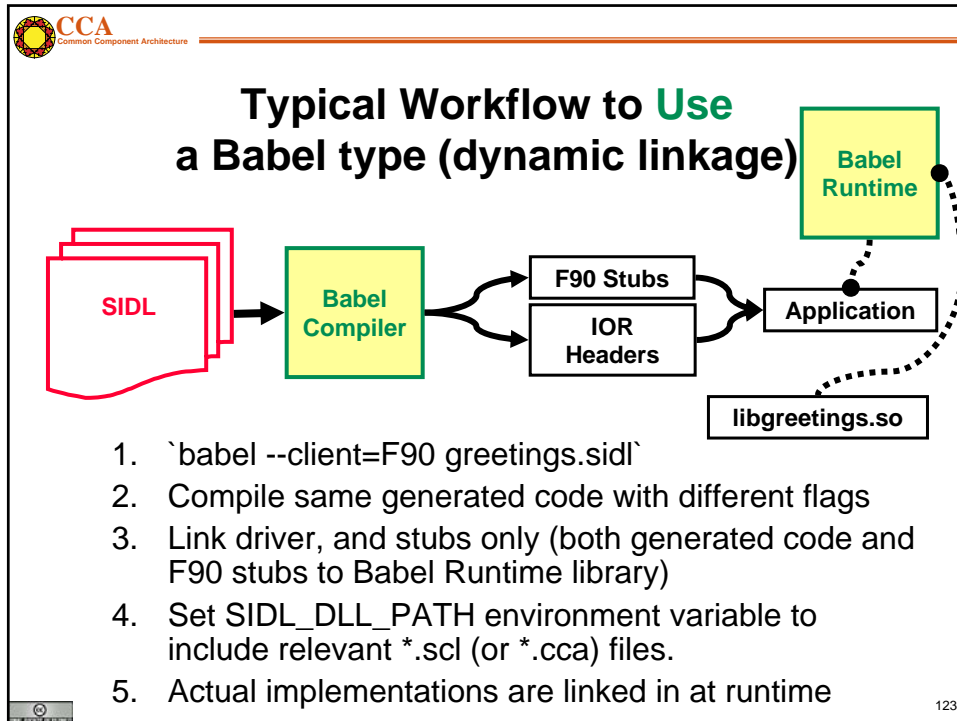 CCA
Common Component Architecture
Typical Workflow to Use
a Babel type (dynamic linkage)
Babel
Runtime
SIDL
Babel
Compiler
F90 Stubs
IOR
Headers
Application
libgreetings.so
1. `babel --client=F90 greetings.sidl`
2. Compile same generated code with different flags
3. Link driver, and stubs only (both generated code and
F90 stubs to Babel Runtime library)
4. Set SIDL_DLL_PATH environment variable to
include relevant *.scl (or *.cca) files.
5. Actual implementations are linked in at runtime
123